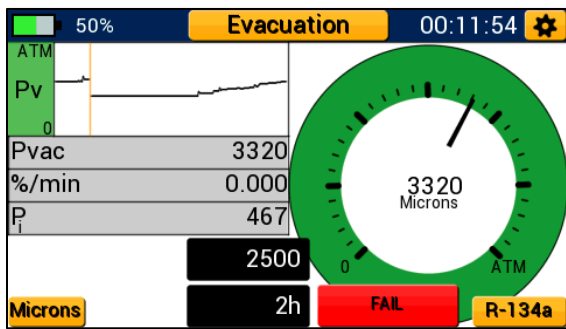 50% Evacuation 00:11:54
ATM
Pv
0
Pvac 3320
%/min 0.000
Pi 467
3320
Microns
0 ATM
2500
2h
Microns FAIL R-134a